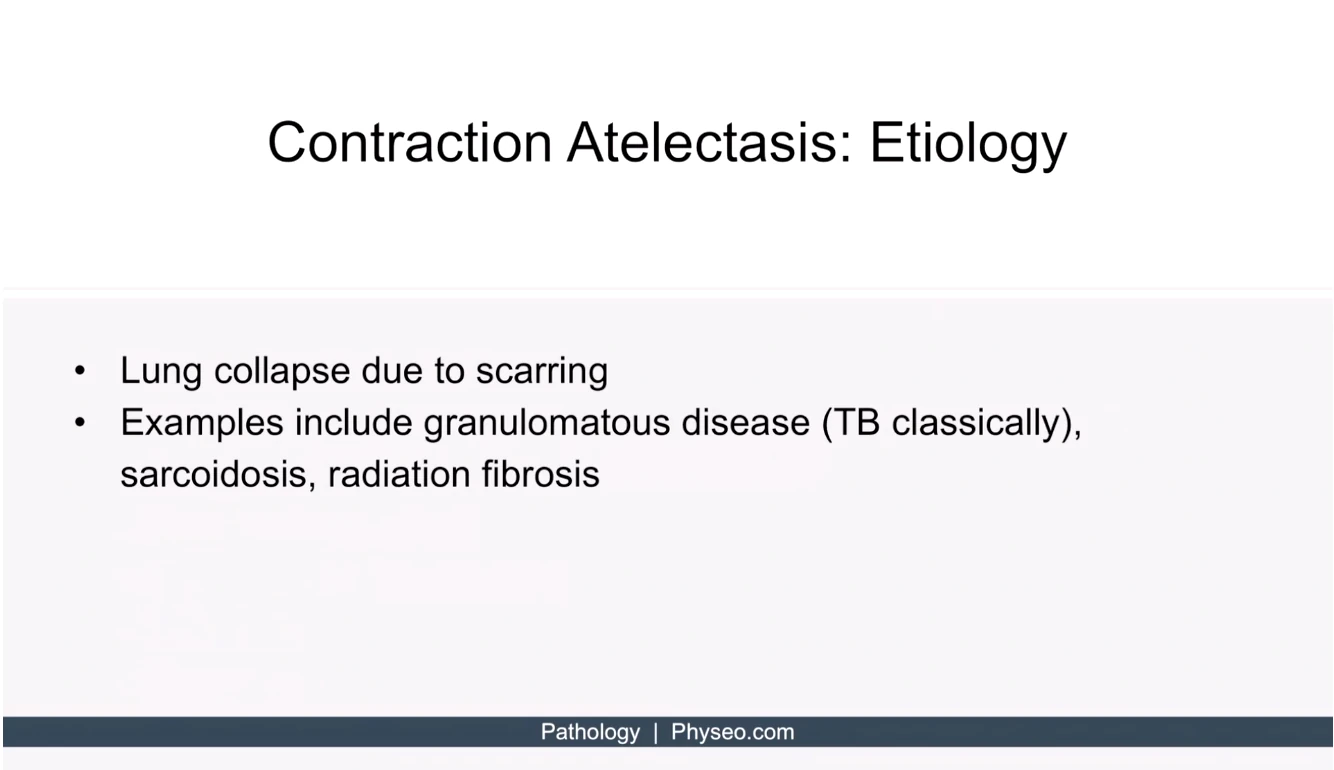 Contraction Atelectasis: Etiology
• Lung collapse due to scarring
• Examples include granulomatous disease (TB classically),
sarcoidosis, radiation fibrosis
Pathology | Physeo.com